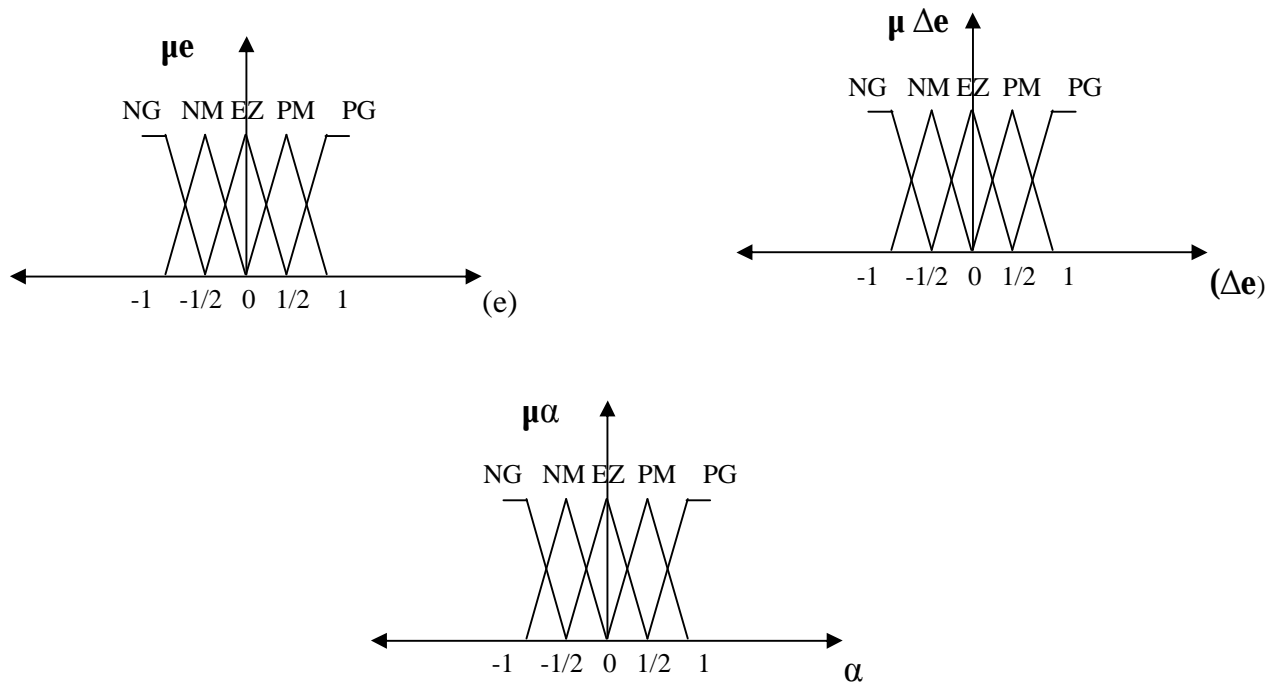 μe
NG NM EZ PM PG
-1 -1/2 0 1/2 1 (e)
μ Δe
NG NM EZ PM PG
-1 -1/2 0 1/2 1 (Δe)
μα
NG NM EZ PM PG
-1 -1/2 0 1/2 1 α